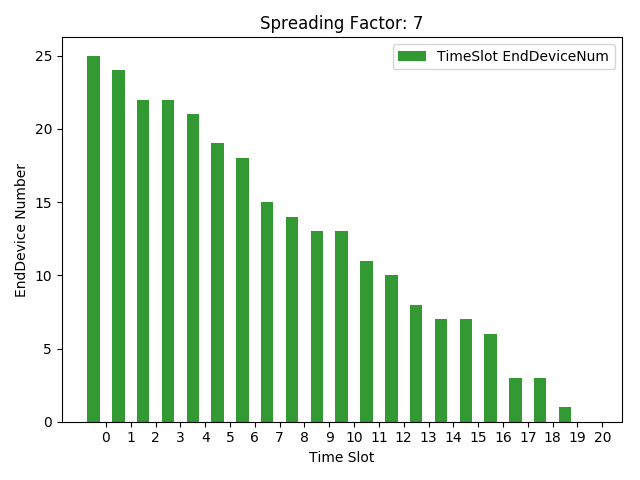 Spreading Factor: 7
TimeSlot EndDeviceNum
25
20
15
10
5
0
EndDevice Number
0 1 2 3 4 5 6 7 8 9 10 11 12 13 14 15 16 17 18 19 20
Time Slot